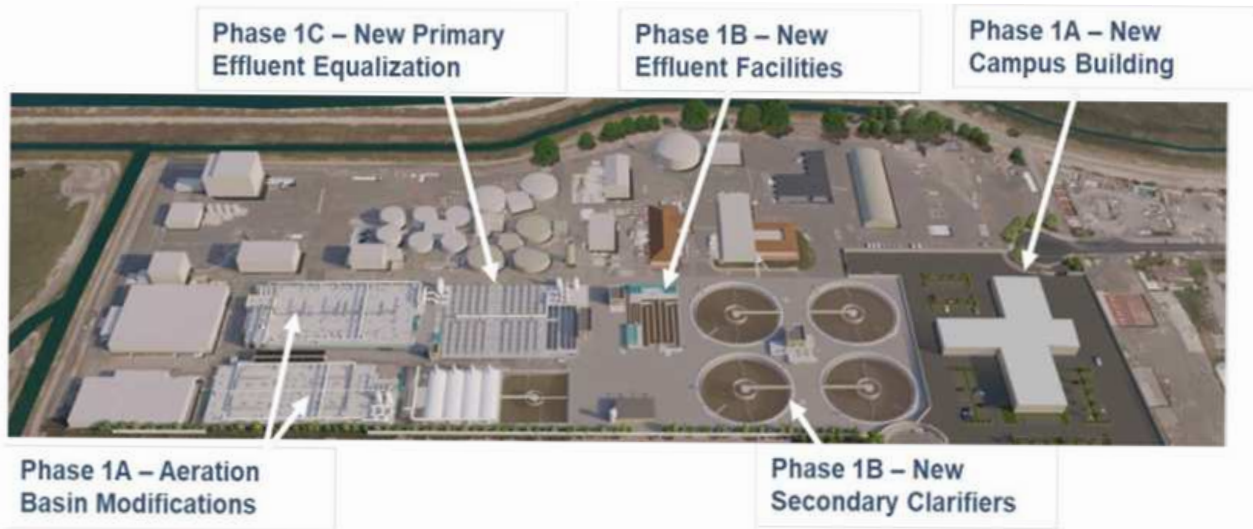 Phase 1C – New Primary
Effluent Equalization
Phase 1B – New
Effluent Facilities
Phase 1A – New
Campus Building
Phase 1A – Aeration
Basin Modifications
Phase 1B – New
Secondary Clarifiers